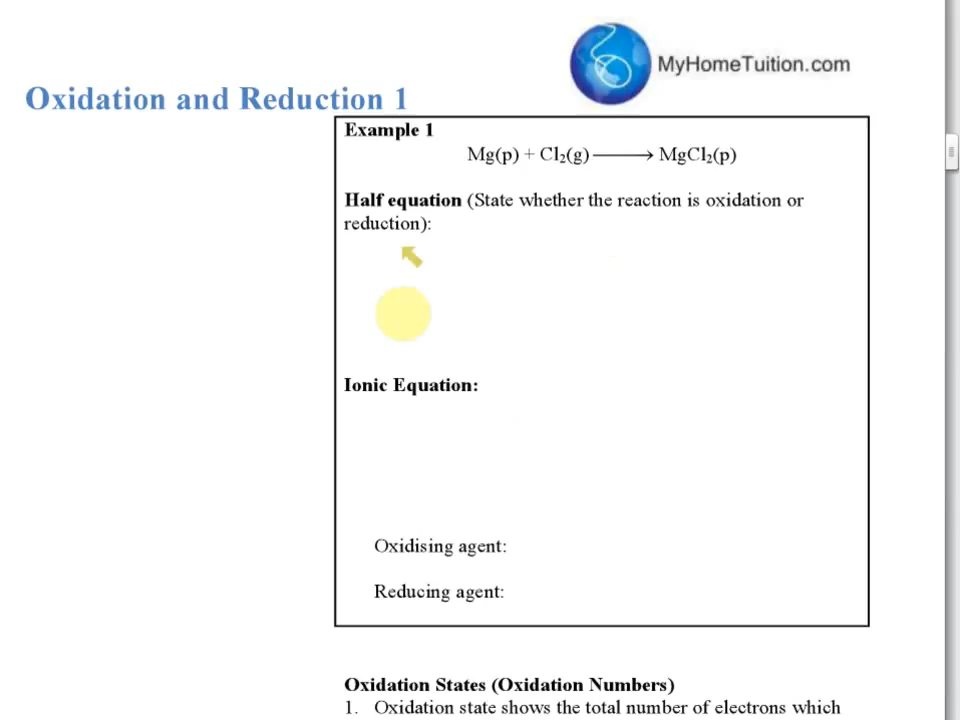 MyHomeTuition.com
Oxidation and Reduction 1
Example 1
Mg(p) + Cl₂(g) ⟶ MgCl₂(p)
Half equation (State whether the reaction is oxidation or
reduction):
Ionic Equation:
Oxidising agent:
Reducing agent:
Oxidation States (Oxidation Numbers)
1. Oxidation state shows the total number of electrons which